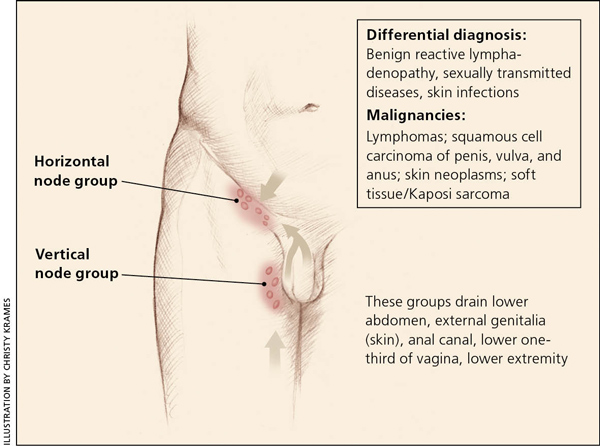 Differential diagnosis:
Benign reactive lympha-
denopathy, sexually transmitted
diseases, skin infections
Malignancies:
Lymphomas; squamous cell
carcinoma of penis, vulva, and
anus; skin neoplasms; soft
tissue/Kaposi sarcoma
Horizontal
node group
Vertical
node group
These groups drain lower
abdomen, external genitalia
(skin), anal canal, lower one-
third of vagina, lower extremity
ILLUSTRATION BY CHRISTY KRAMES